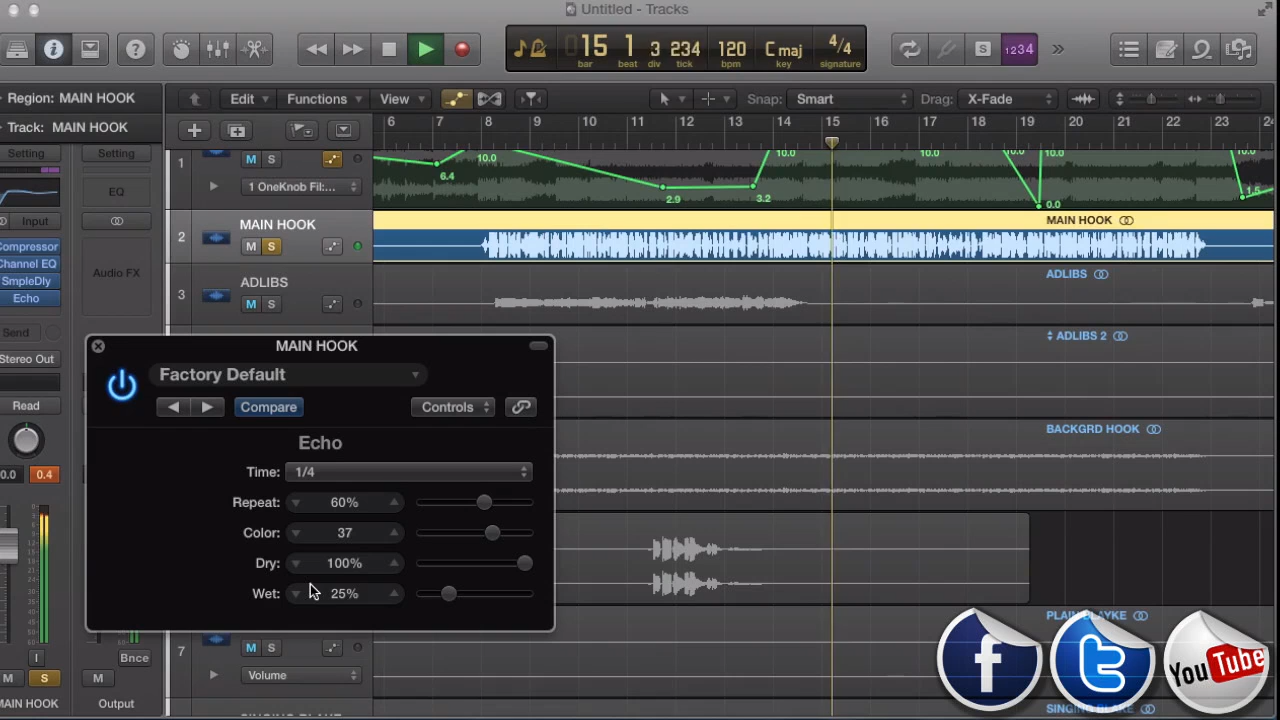 Untitled - Tracks
15 1 3 234 120 C maj 4/4
bar beat div tick bpm key signature
1234
Region: MAIN HOOK
Track: MAIN HOOK
Edit Functions View Snap: Smart Drag: X-Fade
6 7 8 9 10 11 12 13 14 15 16 17 18 19 20 21 22 23 24
Setting Setting
EQ
Input
Compressor
Channel EQ
SmpleDly
Echo
Audio FX
Send
Stereo Out
Read
0.0 0.4
I Bnce
M S M
MAIN HOOK Output
1 M S
1 OneKnob Fil:...
6.4 10.0 2.9 3.2 10.0 10.0 10.0 10.0 0.0 10.0 1.5
MAIN HOOK
2 M S
MAIN HOOK
ADLIBS
3 M S
ADLIBS
ADLIBS 2
BACKGRD HOOK
MAIN HOOK
Factory Default
Compare Controls
Echo
Time: 1/4
Repeat: 60%
Color: 37
Dry: 100%
Wet: 25%
7 M S
Volume
PLAIN BLAYKE
SINGING BLAKE
f
t
YouTube